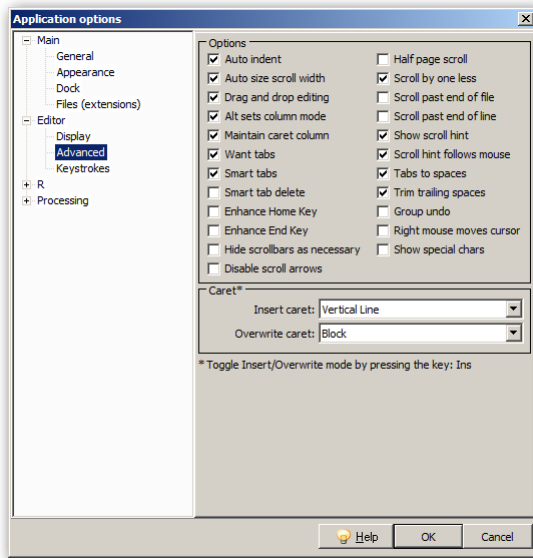 Application options
Main
General
Appearance
Dock
Files (extensions)
Editor
Display
Advanced
Keystrokes
R
Processing
Options
Auto indent
Auto size scroll width
Drag and drop editing
Alt sets column mode
Maintain caret column
Want tabs
Smart tabs
Smart tab delete
Enhance Home Key
Enhance End Key
Hide scrollbars as necessary
Disable scroll arrows
Half page scroll
Scroll by one less
Scroll past end of file
Scroll past end of line
Show scroll hint
Scroll hint follows mouse
Tabs to spaces
Trim trailing spaces
Group undo
Right mouse moves cursor
Show special chars
Caret*
Insert caret: Vertical Line
Overwrite caret: Block
* Toggle Insert/Overwrite mode by pressing the key: Ins
Help OK Cancel